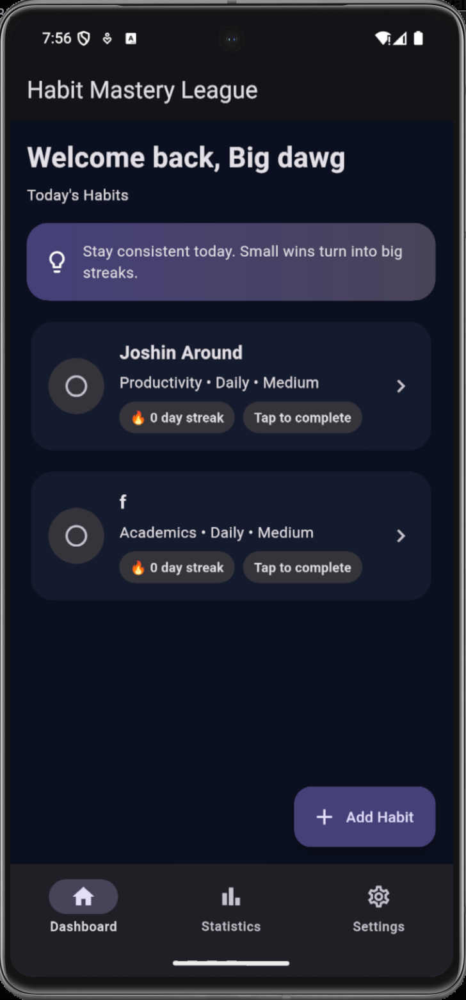 7:56
Habit Mastery League
Welcome back, Big dawg
Today's Habits
Stay consistent today. Small wins turn into big
streaks.
Joshin Around
Productivity • Daily • Medium
🔥 0 day streak Tap to complete
f
Academics • Daily • Medium
🔥 0 day streak Tap to complete
+ Add Habit
Dashboard Statistics Settings